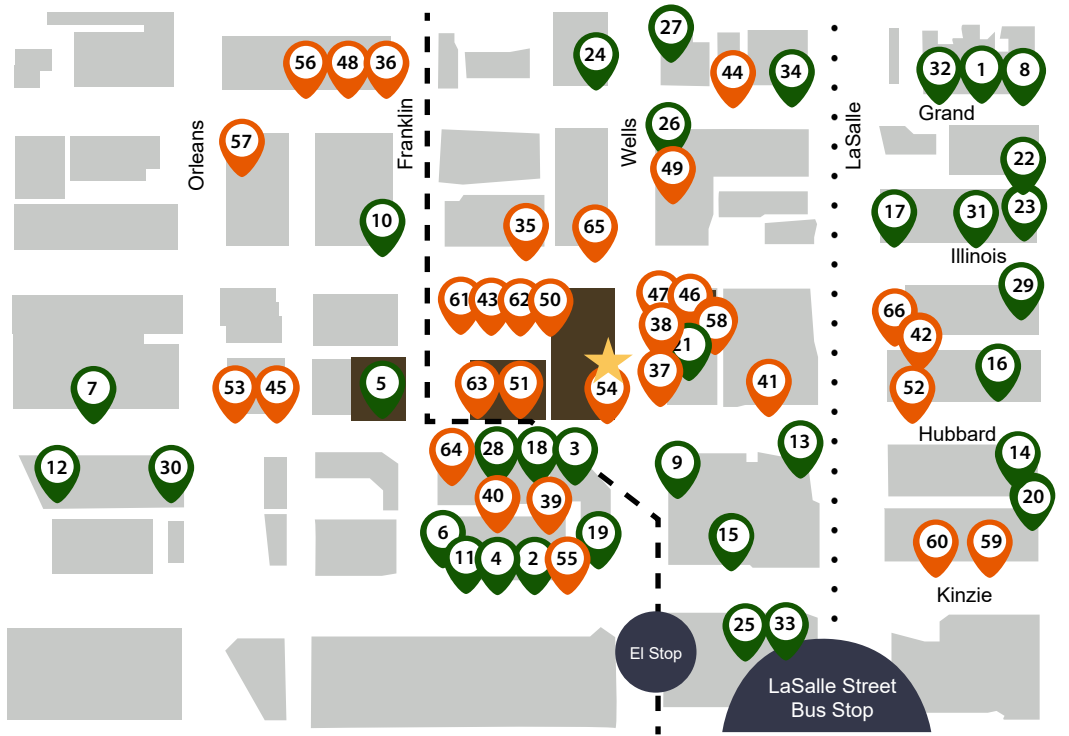 27
24
56 48 36
44 34
32 1 8
Grand
57
Orleans
Franklin
26
Wells
LaSalle
49
22
10
35 65
17 31 23
Illinois
29
61 43 62 50
47 46
66
38 58
42
21
7
53 45
5
63 51
54
37
41
16
52
Hubbard
64 28 18 3
9
13
14
12 30
40 39
20
6
19
15
11 4 2 55
60 59
Kinzie
25 33
El Stop
LaSalle Street
Bus Stop